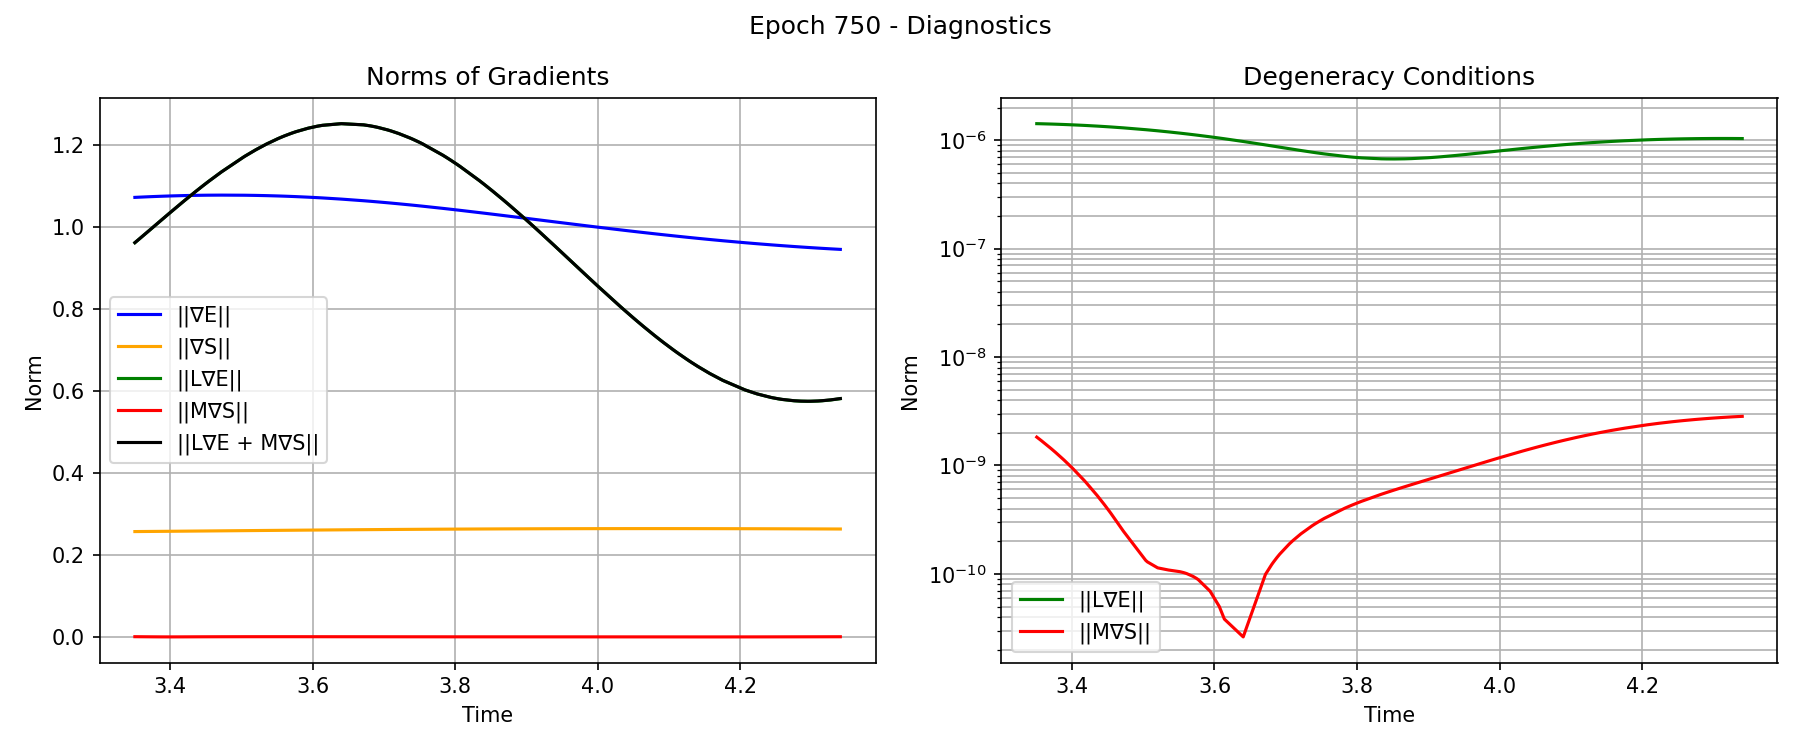 Epoch 750 - Diagnostics
Norms of Gradients
Norm
1.2
1.0
0.8
0.6
0.4
0.2
0.0
||∇E||
||∇S||
||L∇E||
||M∇S||
||L∇E + M∇S||
3.4 3.6 3.8 4.0 4.2
Time
Degeneracy Conditions
Norm
10⁻⁶
10⁻⁷
10⁻⁸
10⁻⁹
10⁻¹⁰
||L∇E||
||M∇S||
3.4 3.6 3.8 4.0 4.2
Time